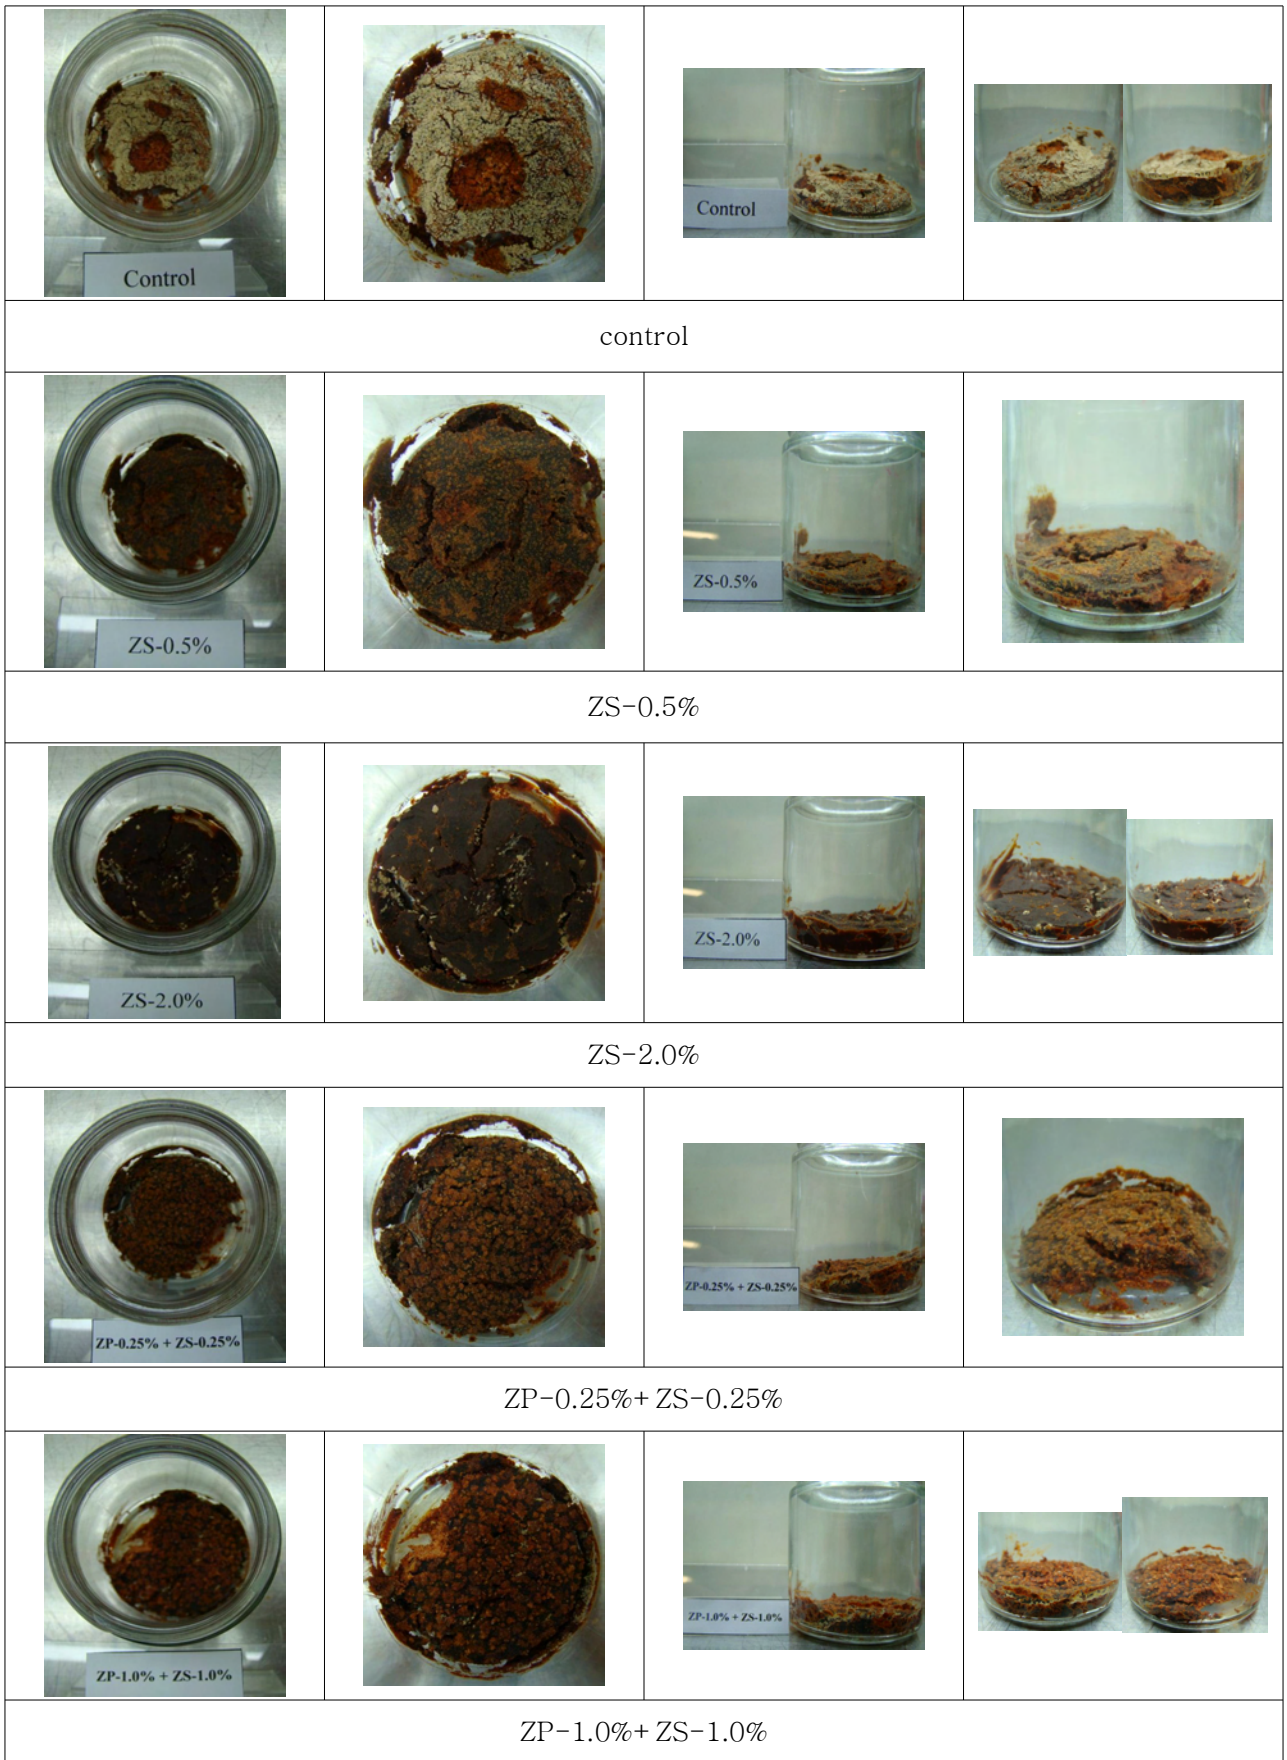 Control
Control
control
ZS-0.5%
ZS-0.5%
ZS-0.5%
ZS-2.0%
ZS-2.0%
ZS-2.0%
ZP-0.25% + ZS-0.25%
ZP-0.25% + ZS-0.25%
ZP-0.25%+ ZS-0.25%
ZP-1.0% + ZS-1.0%
ZP-1.0% + ZS-1.0%
ZP-1.0%+ ZS-1.0%